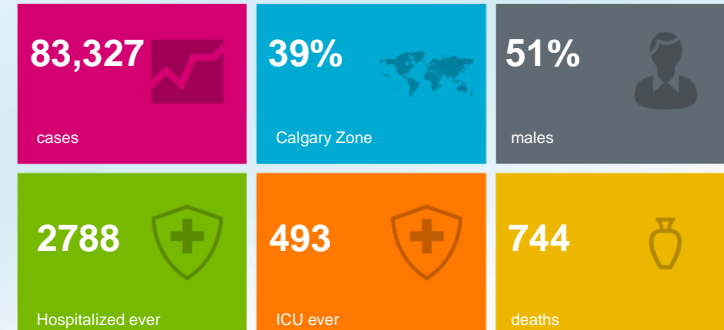 83,327
cases
39%
Calgary Zone
51%
males
2788
Hospitalized ever
493
ICU ever
744
deaths